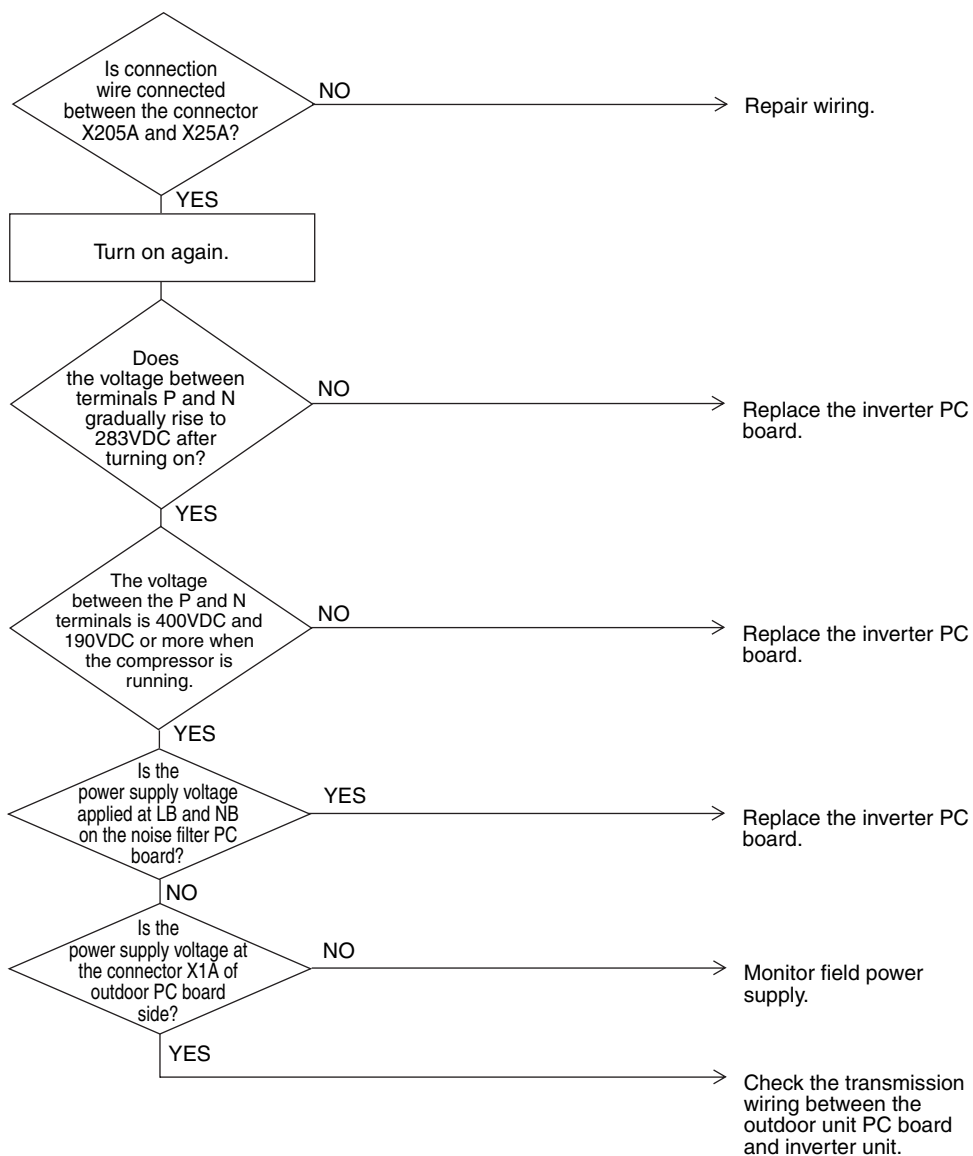 Is connection
wire connected
between the connector
X205A and X25A?
NO
Repair wiring.
YES
Turn on again.
Does
the voltage between
terminals P and N
gradually rise to
283VDC after
turning on?
NO
Replace the inverter PC
board.
YES
The voltage
between the P and N
terminals is 400VDC and
190VDC or more when
the compressor is
running.
NO
Replace the inverter PC
board.
YES
Is the
power supply voltage
applied at LB and NB
on the noise filter PC
board?
YES
Replace the inverter PC
board.
NO
Is the
power supply voltage at
the connector X1A of
outdoor PC board
side?
NO
Monitor field power
supply.
YES
Check the transmission
wiring between the
outdoor unit PC board
and inverter unit.